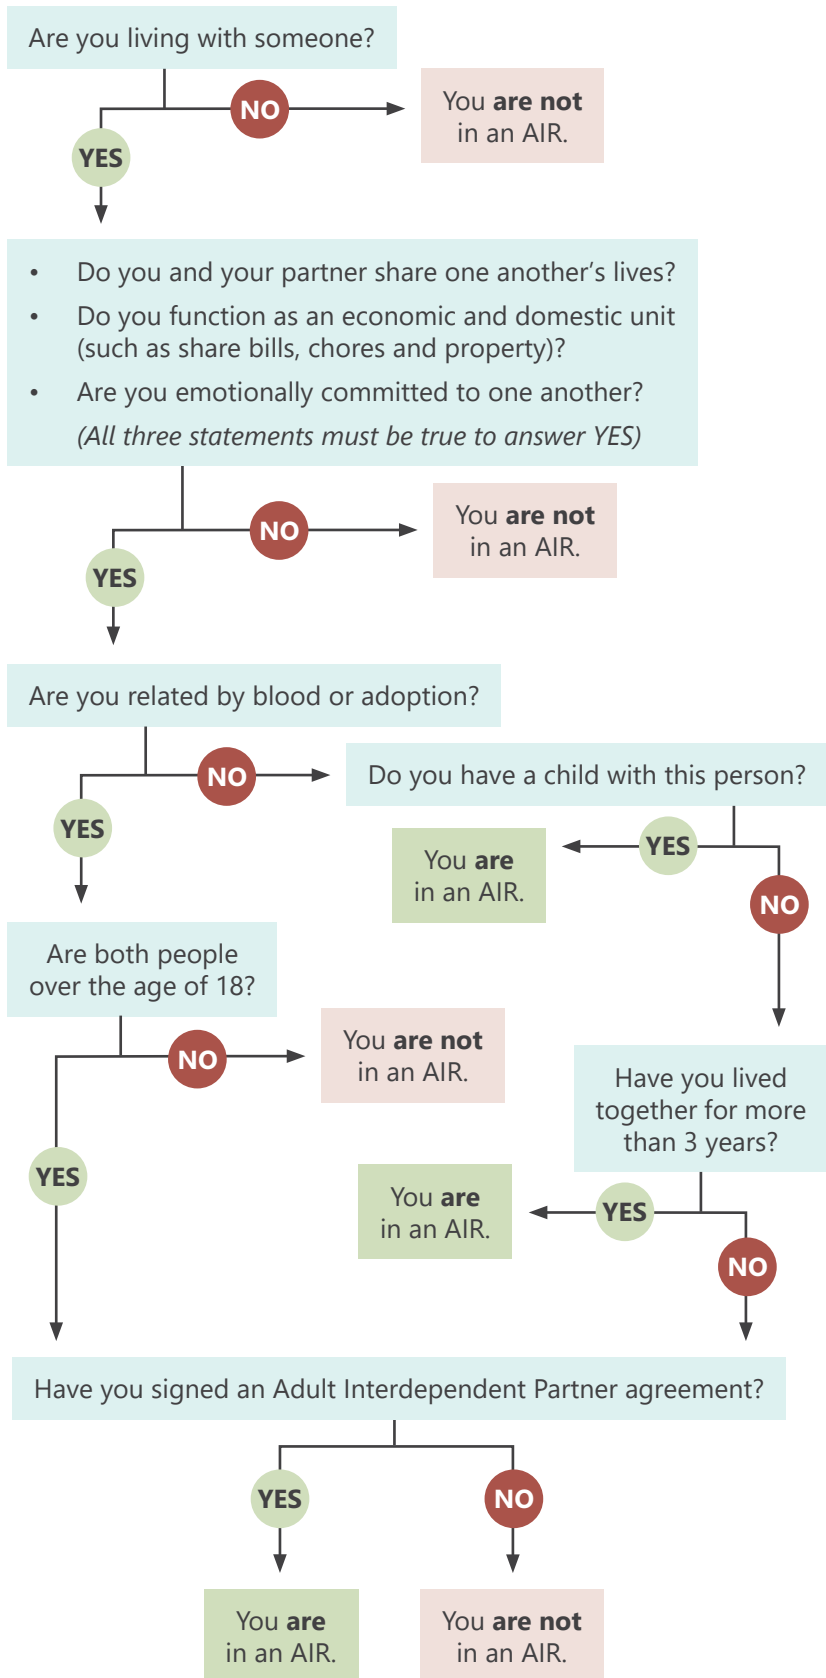 Are you living with someone?
NO
You are not
in an AIR.
YES
• Do you and your partner share one another’s lives?
• Do you function as an economic and domestic unit
(such as share bills, chores and property)?
• Are you emotionally committed to one another?
(All three statements must be true to answer YES)
NO
You are not
in an AIR.
YES
Are you related by blood or adoption?
NO
Do you have a child with this person?
YES
You are
in an AIR.
YES
NO
Are both people
over the age of 18?
NO
You are not
in an AIR.
Have you lived
together for more
than 3 years?
YES
You are
in an AIR.
YES
NO
Have you signed an Adult Interdependent Partner agreement?
YES
NO
You are
in an AIR.
You are not
in an AIR.